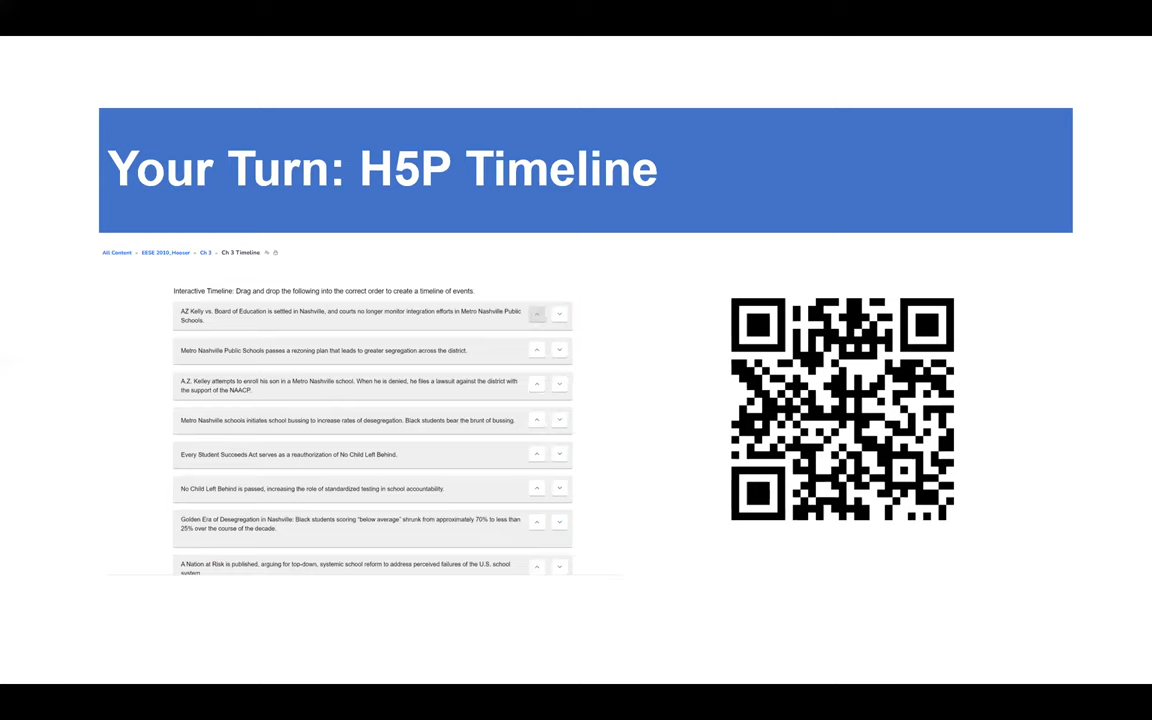 Your Turn: H5P Timeline
All Content » EESE 2010_Hoecer » Ch 3 » Ch 3 Timeline
Interactive Timeline: Drag and drop the following into the correct order to create a timeline of events.
AZ Kelly vs. Board of Education is settled in Nashville, and courts no longer monitor integration efforts in Metro Nashville Public
Schools.
Metro Nashville Public Schools passes a rezoning plan that leads to greater segregation across the district.
A.Z. Kelley attempts to enroll his son in a Metro Nashville school. When he is denied, he files a lawsuit against the district with
the support of the NAACP.
Metro Nashville schools initiates school bussing to increase rates of desegregation. Black students bear the brunt of bussing.
Every Student Succeeds Act serves as a reauthorization of No Child Left Behind.
No Child Left Behind is passed, increasing the role of standardized testing in school accountability.
Golden Era of Desegregation in Nashville: Black students scoring "below average" shrunk from approximately 70% to less than
25% over the course of the decade.
A Nation at Risk is published, arguing for top-down, systemic school reform to address perceived failures of the U.S. school
system.